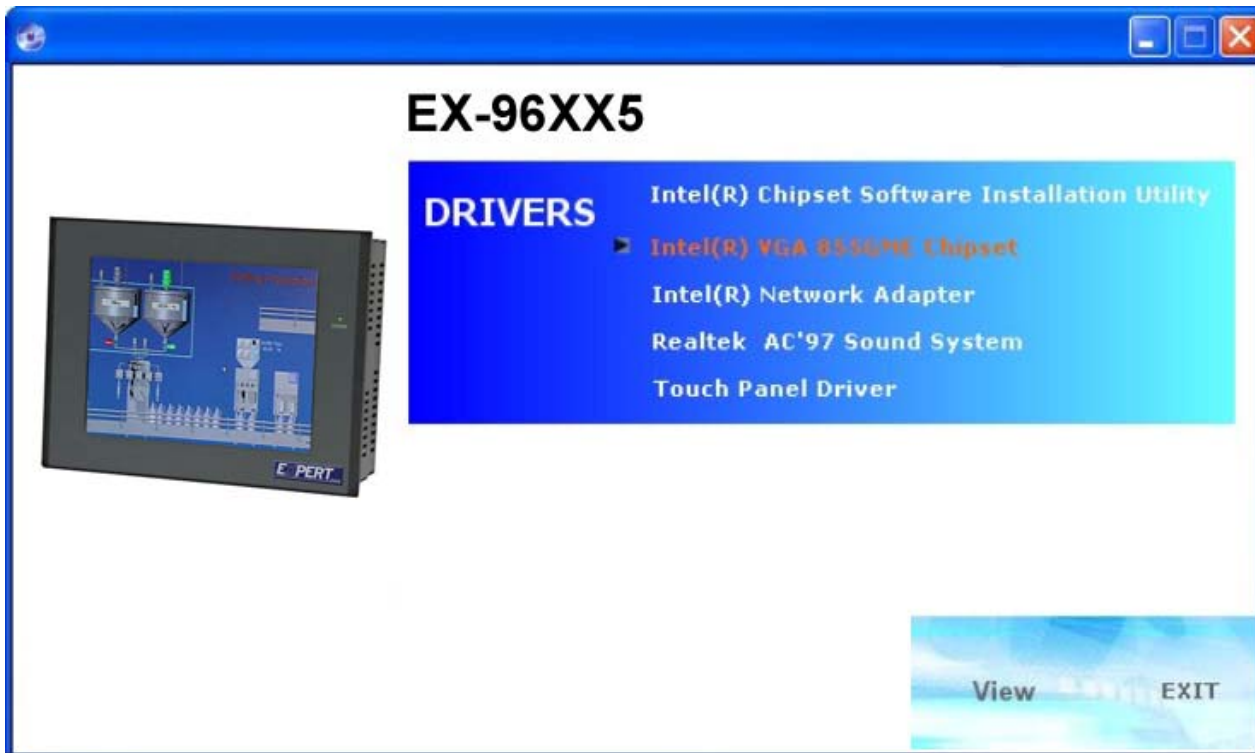 EX-96XX5
DRIVERS
Intel(R) Chipset Software Installation Utility
Intel(R) VGA 855GME Chipset
Intel(R) Network Adapter
Realtek AC'97 Sound System
Touch Panel Driver
E PERT
View
EXIT